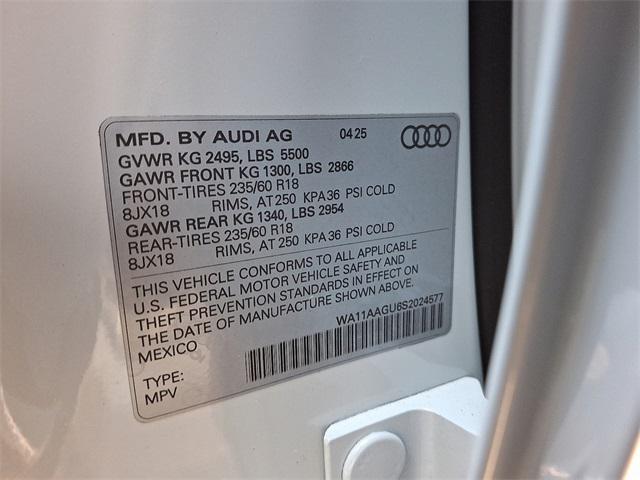 MFD. BY AUDI AG 04 25
GVWR KG 2495, LBS 5500
GAWR FRONT KG 1300, LBS 2866
FRONT-TIRES 235/60 R18
8JX18 RIMS, AT 250 KPA 36 PSI COLD
GAWR REAR KG 1340, LBS 2954
REAR-TIRES 235/60 R18
8JX18 RIMS, AT 250 KPA 36 PSI COLD
THIS VEHICLE CONFORMS TO ALL APPLICABLE
U.S. FEDERAL MOTOR VEHICLE SAFETY AND
THEFT PREVENTION STANDARDS IN EFFECT ON
THE DATE OF MANUFACTURE SHOWN ABOVE.
MEXICO WA11AAGU6S2024577
TYPE:
MPV